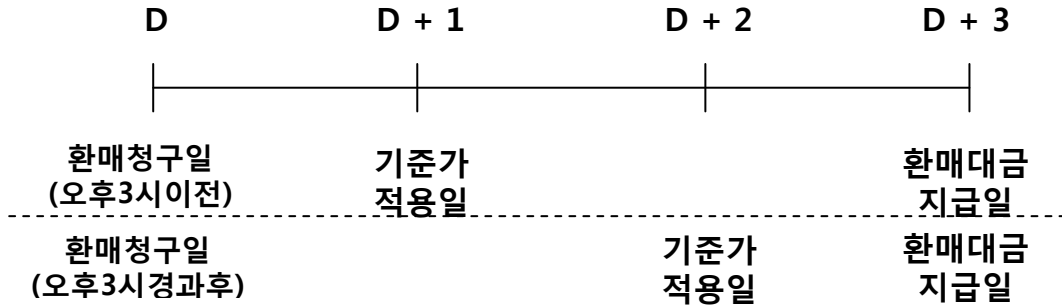 D D + 1 D + 2 D + 3
환매청구일 기준가 환매대금
(오후3시이전) 적용일 지급일
환매청구일 기준가 환매대금
(오후3시경과후) 적용일 지급일